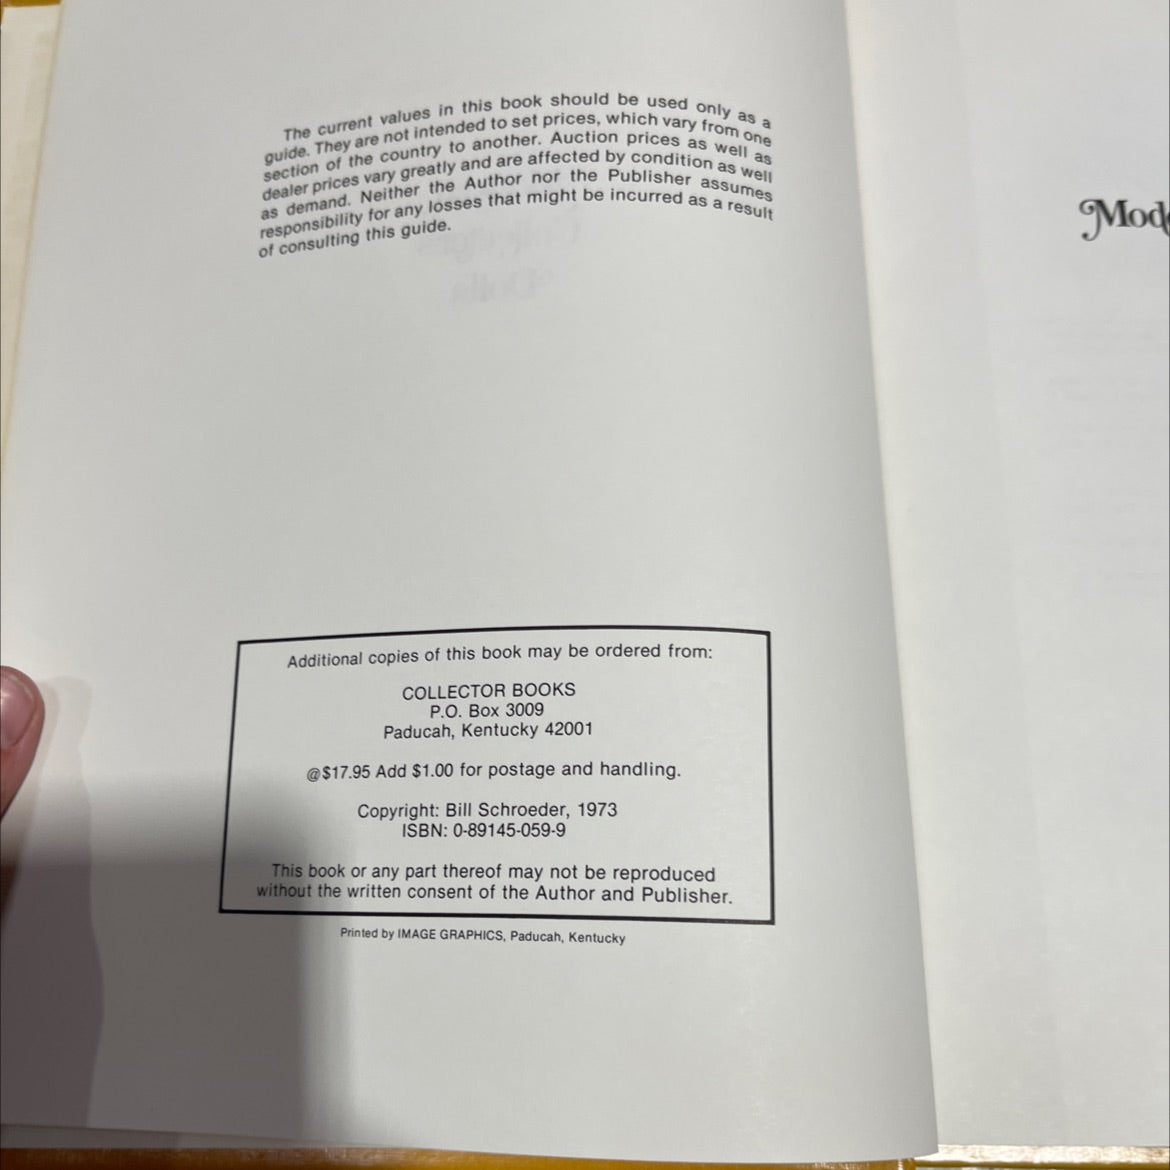 The current values in this book should be used only as a
guide. They are not intended to set prices, which vary from one
section of the country to another. Auction prices as well as
dealer prices vary greatly and are affected by condition as well
as demand. Neither the Author nor the Publisher assumes
responsibility for any losses that might be incurred as a result
of consulting this guide.
Additional copies of this book may be ordered from:
COLLECTOR BOOKS
P.O. Box 3009
Paducah, Kentucky 42001
@$17.95 Add $1.00 for postage and handling.
Copyright: Bill Schroeder, 1973
ISBN: 0-89145-059-9
This book or any part thereof may not be reproduced
without the written consent of the Author and Publisher.
Printed by IMAGE GRAPHICS, Paducah, Kentucky
Mod